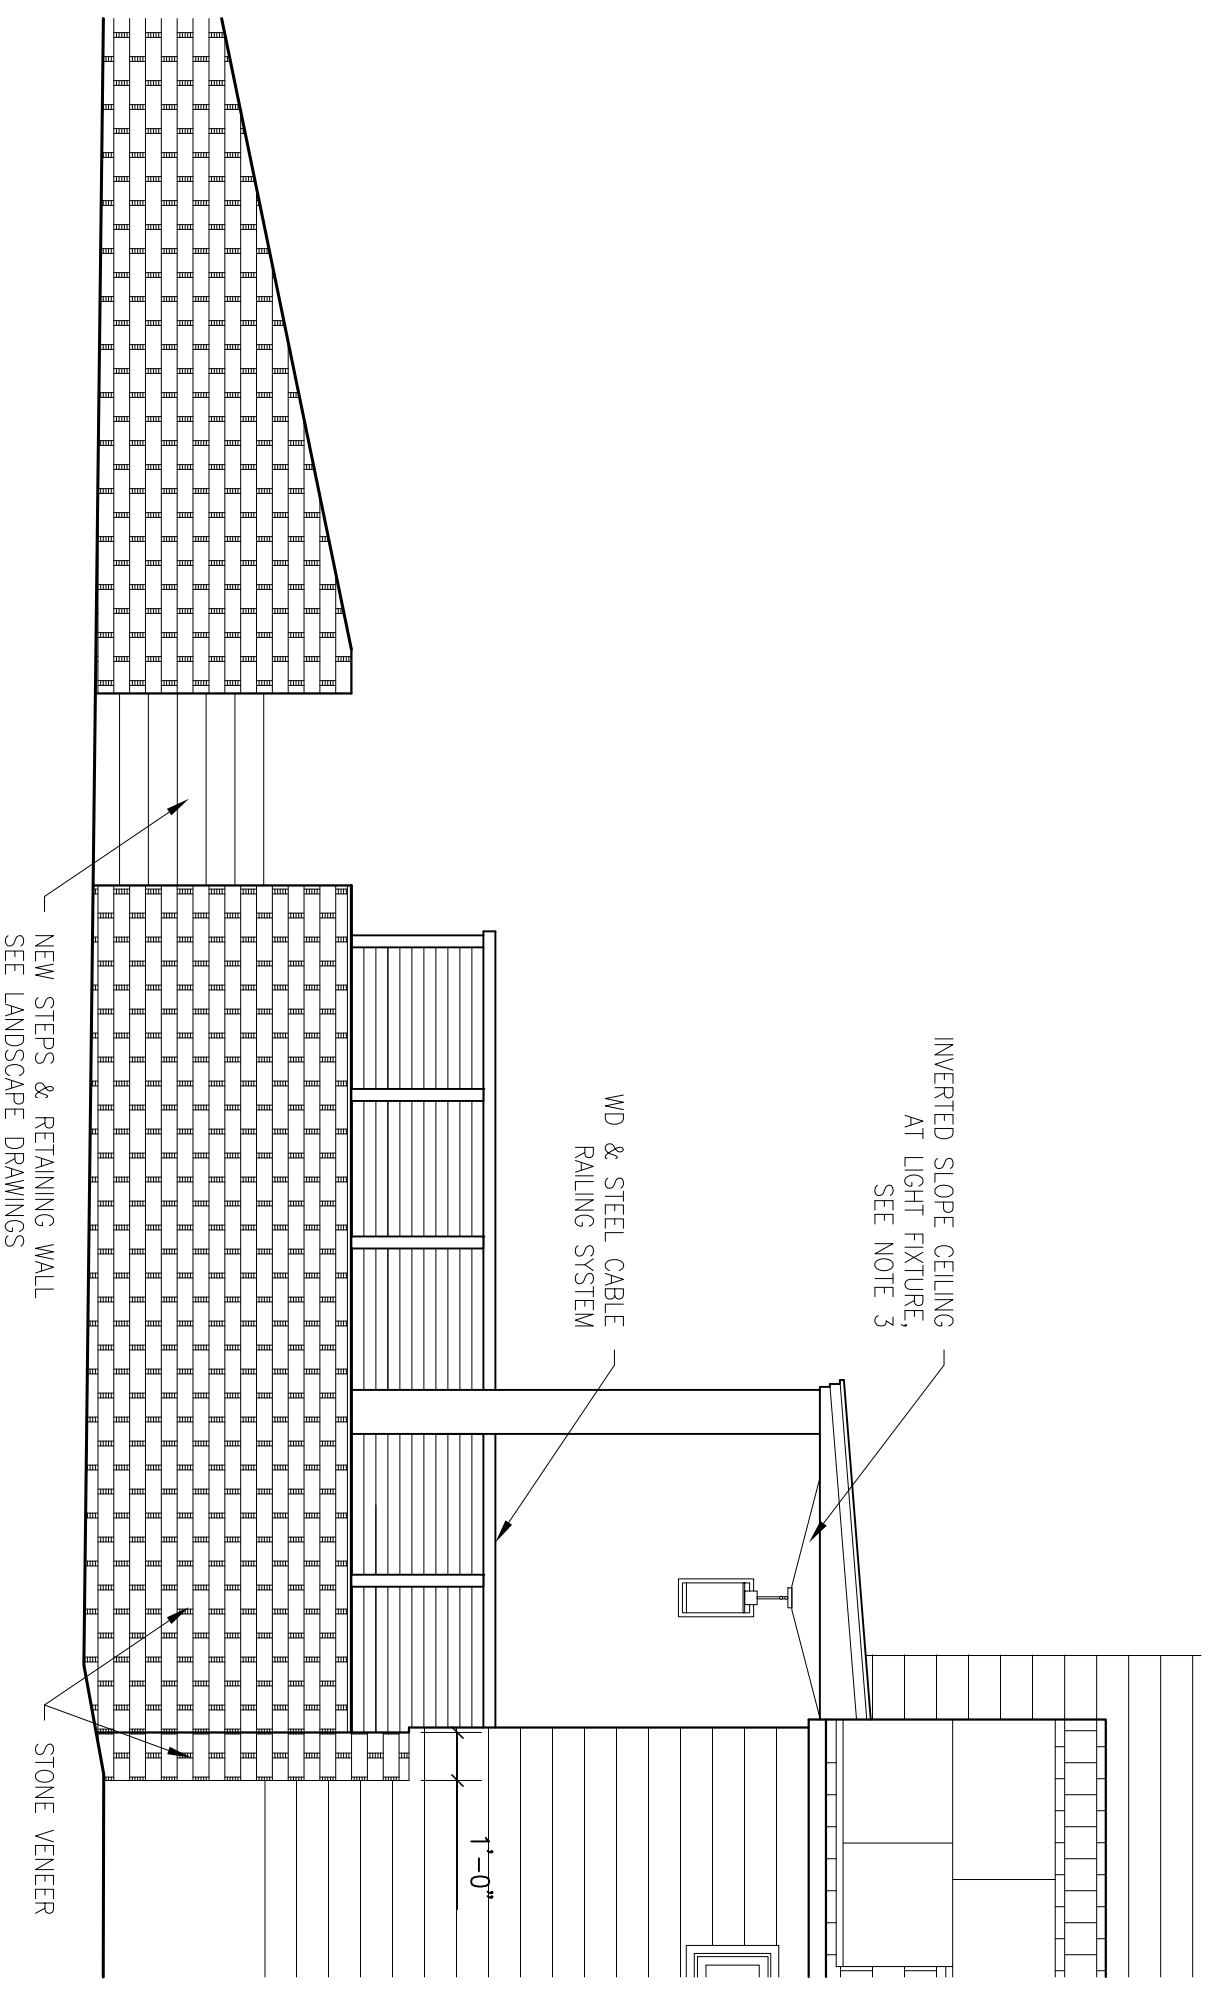 INVERTED SLOPE CEILING
AT LIGHT FIXTURE,
SEE NOTE 3
WD & STEEL CABLE
RAILING SYSTEM
1'-0"
NEW STEPS & RETAINING WALL
SEE LANDSCAPE DRAWINGS
STONE VENEER